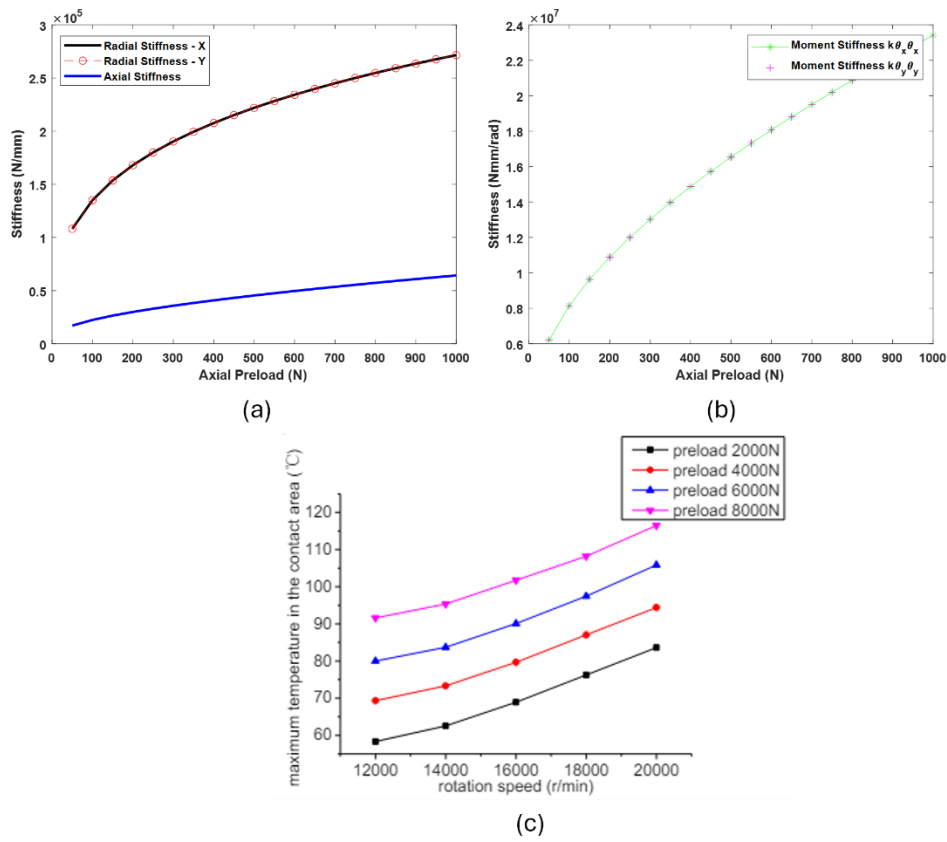 ×10⁵
3
2.5
2
1.5
1
0.5
0
Stiffness (N/mm)
Radial Stiffness - X
Radial Stiffness - Y
Axial Stiffness
0 100 200 300 400 500 600 700 800 900 1000
Axial Preload (N)
(a)
×10⁷
2.4
2.2
2
1.8
1.6
1.4
1.2
1
0.8
0.6
Stiffness (Nmm/rad)
Moment Stiffness kθₓθₓ
Moment Stiffness kθᵧθᵧ
0 100 200 300 400 500 600 700 800 900 1000
Axial Preload (N)
(b)
preload 2000N
preload 4000N
preload 6000N
preload 8000N
maximum temperature in the contact area (℃)
120
110
100
90
80
70
60
12000 14000 16000 18000 20000
rotation speed (r/min)
(c)